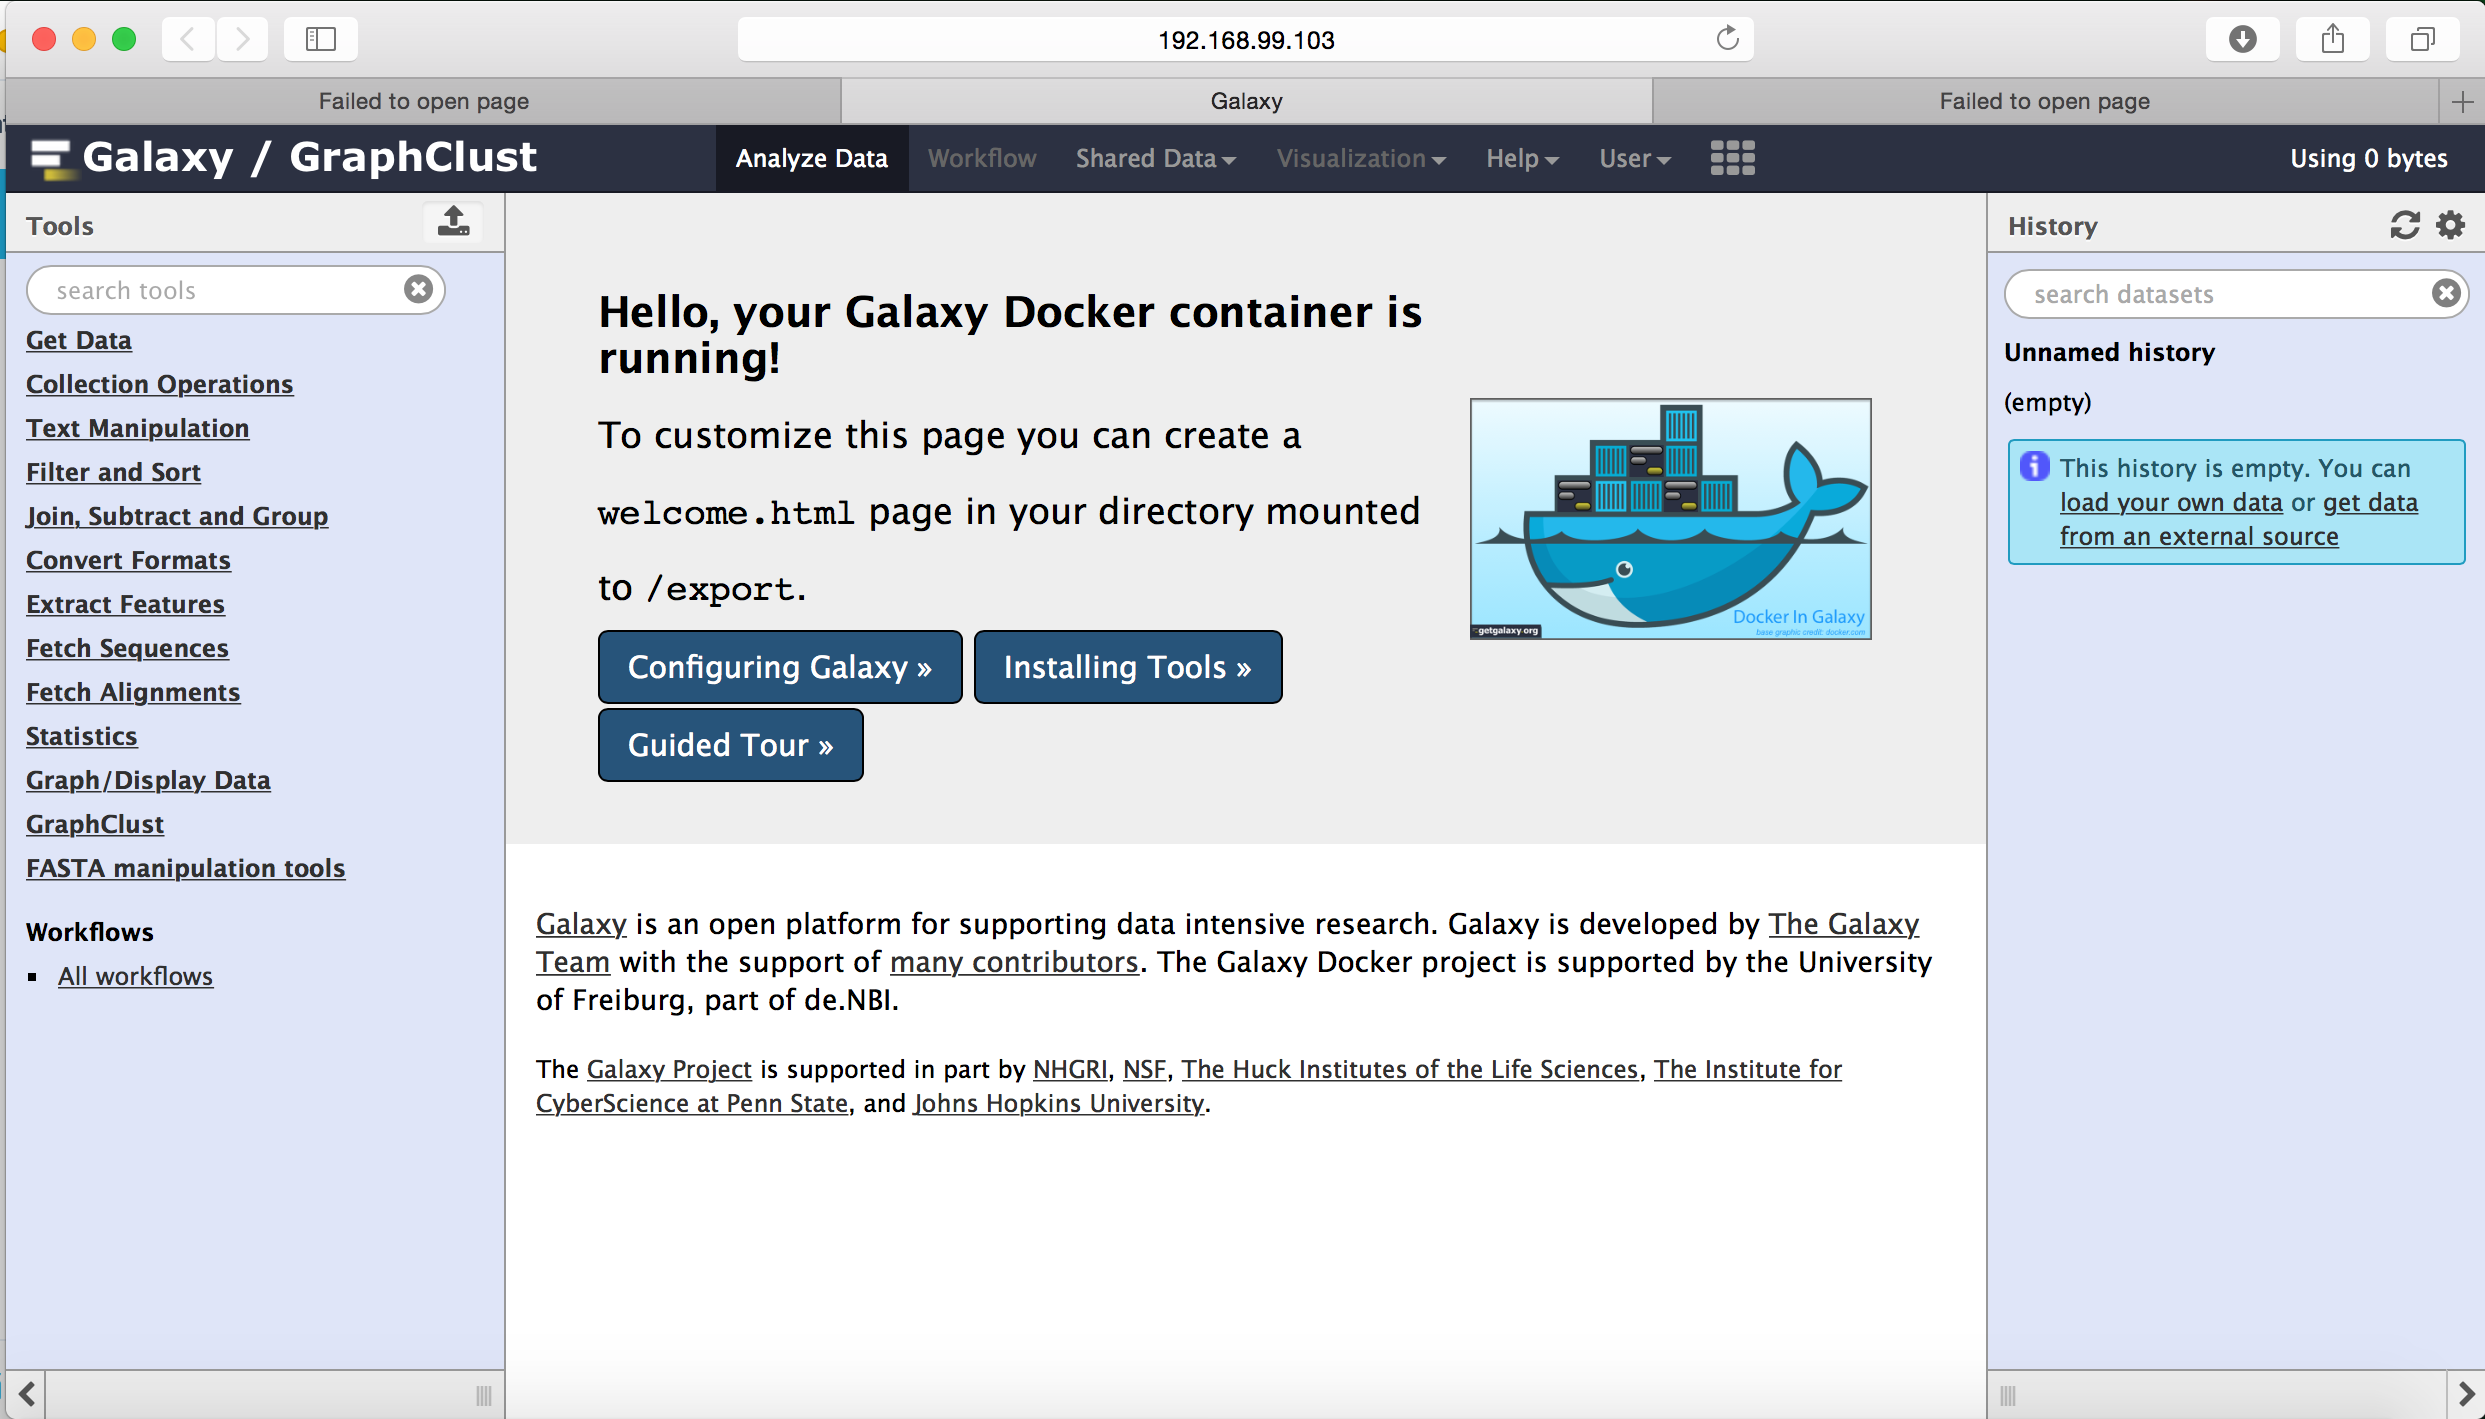 192.168.99.103
Failed to open page
Galaxy
Failed to open page
Galaxy / GraphClust
Analyze Data
Workflow
Shared Data
Visualization
Help
User
Using 0 bytes
Tools
search tools
Get Data
Collection Operations
Text Manipulation
Filter and Sort
Join, Subtract and Group
Convert Formats
Extract Features
Fetch Sequences
Fetch Alignments
Statistics
Graph/Display Data
GraphClust
FASTA manipulation tools
Workflows
All workflows
Hello, your Galaxy Docker container is
running!
To customize this page you can create a
welcome.html page in your directory mounted
to /export.
Configuring Galaxy »
Installing Tools »
Guided Tour »
Docker In Galaxy
base graphic credit: docker.com
getgalaxy.org
Galaxy is an open platform for supporting data intensive research. Galaxy is developed by The Galaxy
Team with the support of many contributors. The Galaxy Docker project is supported by the University
of Freiburg, part of de.NBI.
The Galaxy Project is supported in part by NHGRI, NSF, The Huck Institutes of the Life Sciences, The Institute for
CyberScience at Penn State, and Johns Hopkins University.
History
search datasets
Unnamed history
(empty)
This history is empty. You can
load your own data or get data
from an external source